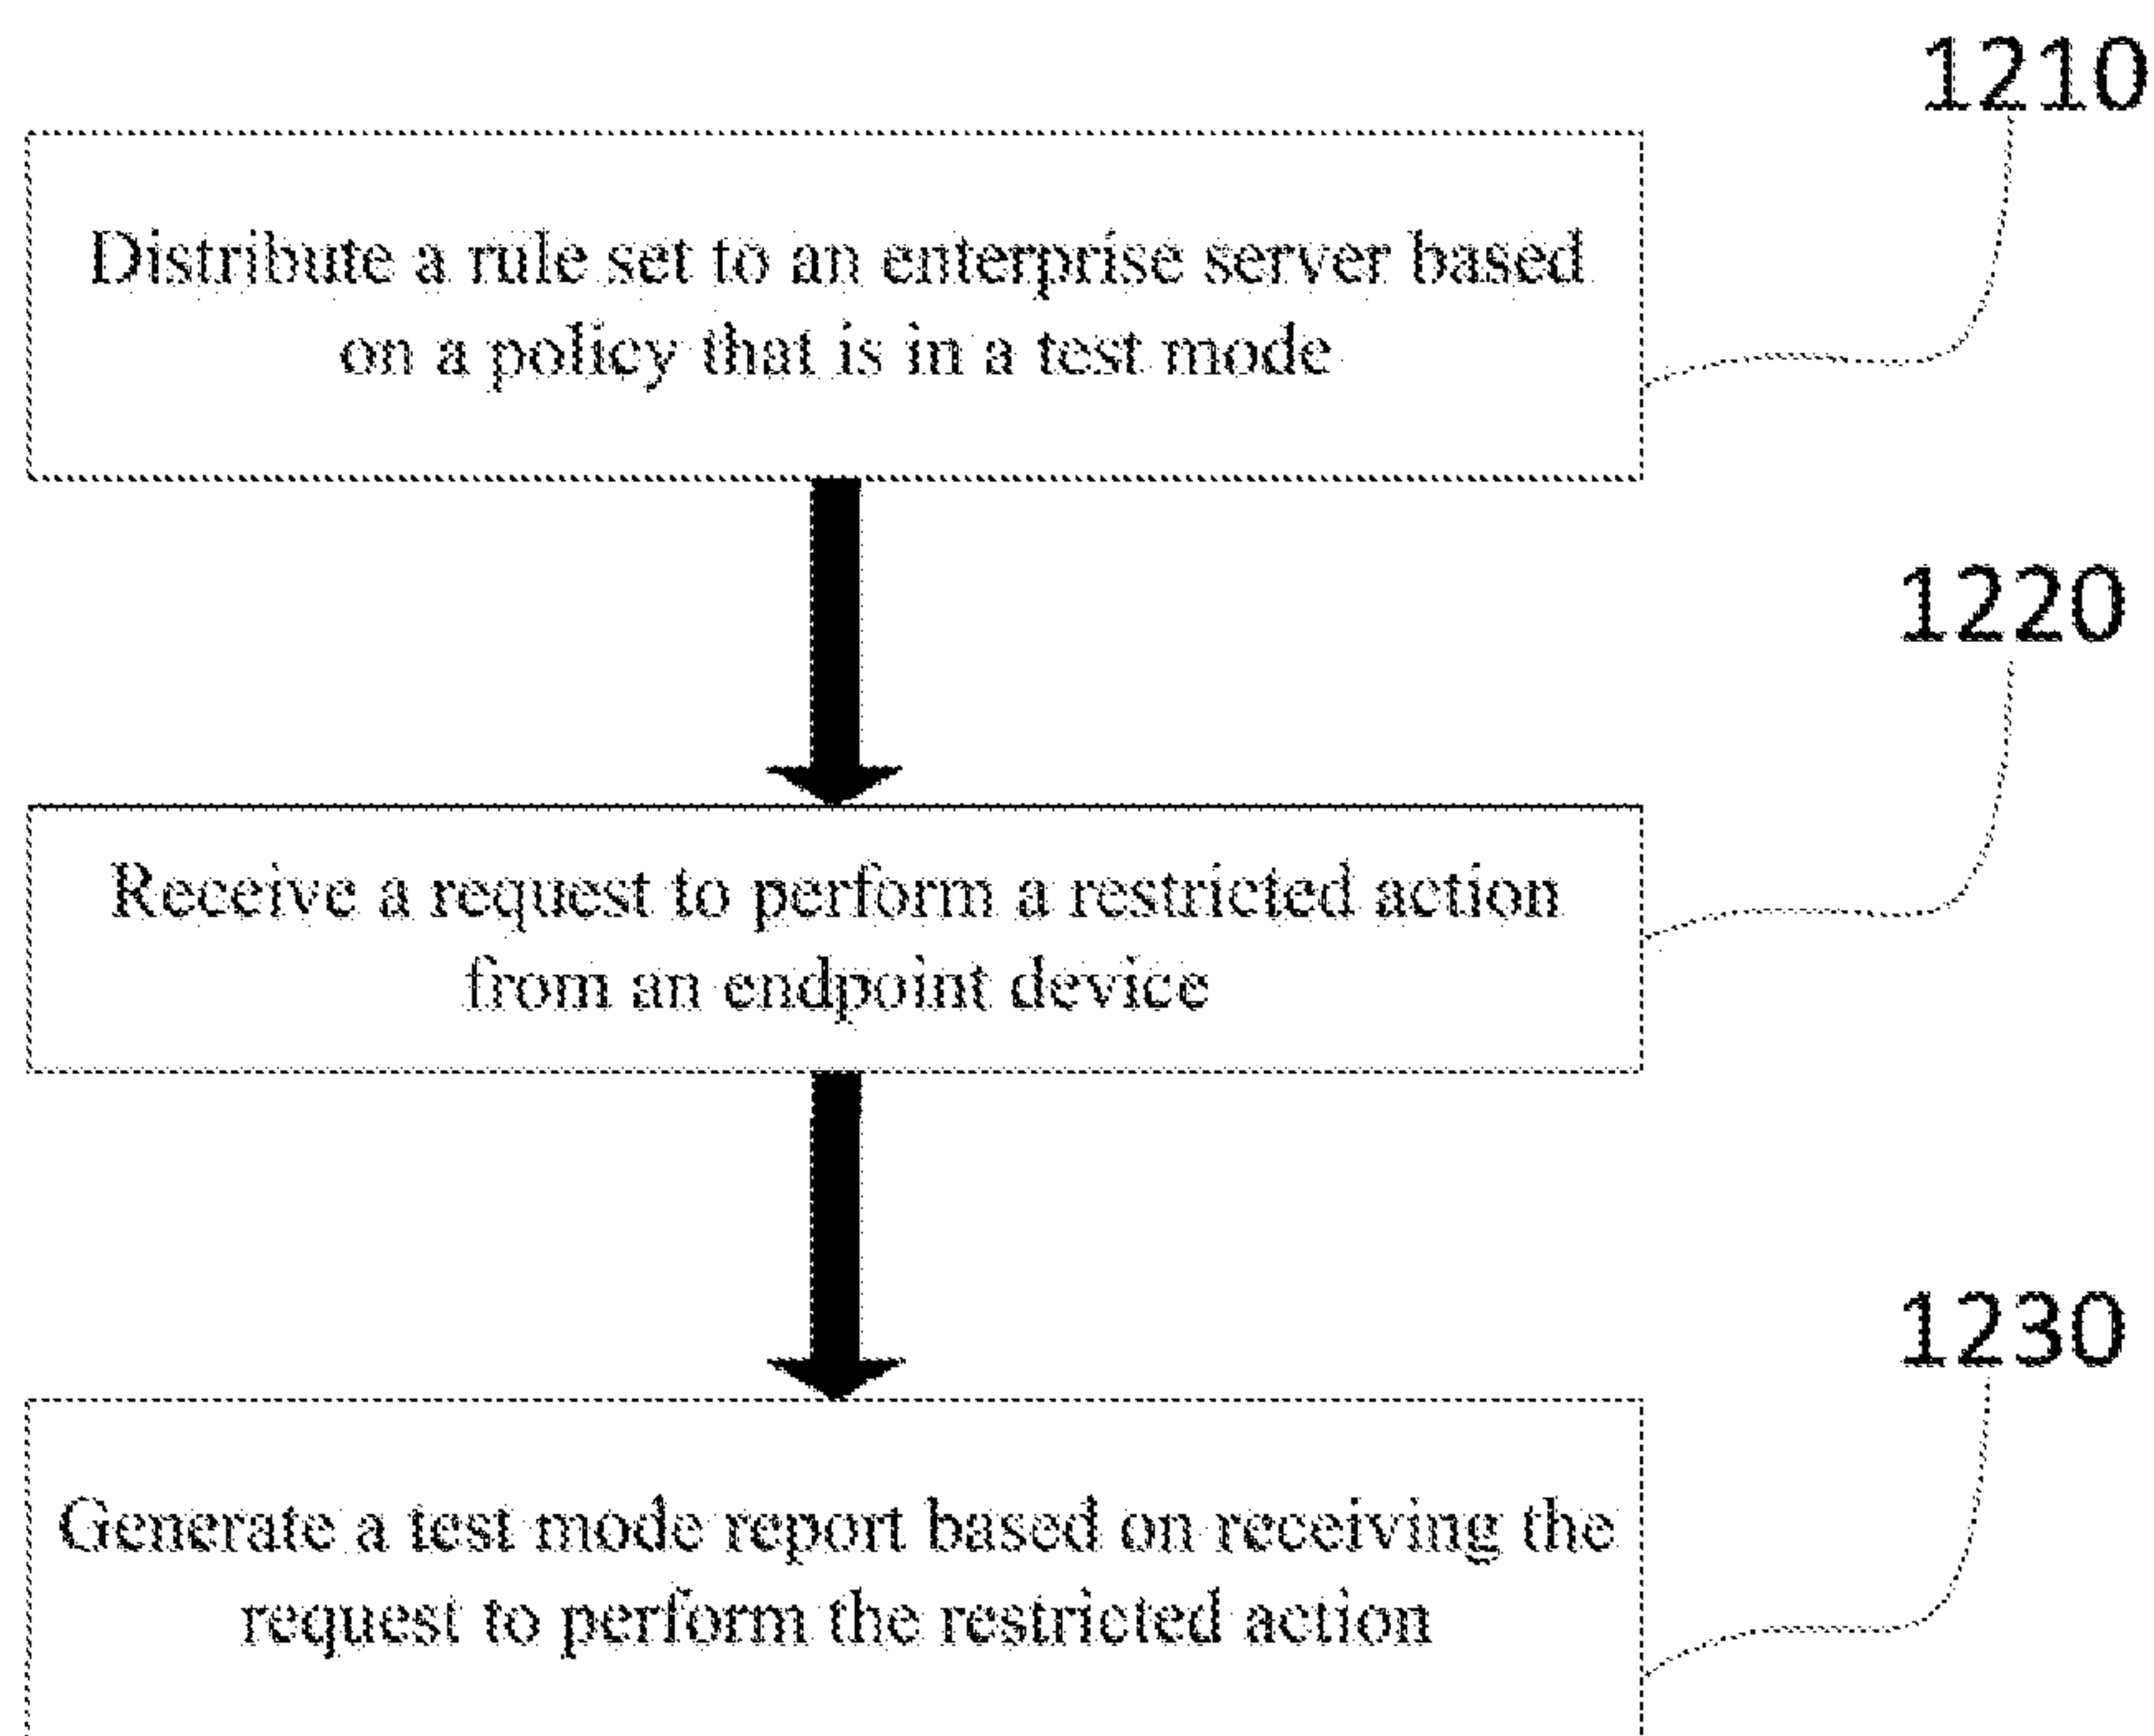 1210
Distribute a rule set to an enterprise server based
on a policy that is in a test mode
1220
Receive a request to perform a restricted action
from an endpoint device
1230
Generate a test mode report based on receiving the
request to perform the restricted action